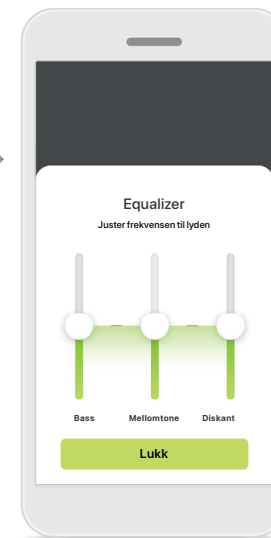 Equalizer
Juster frekvensen til lyden
Bass Mellomtone Diskant
Lukk